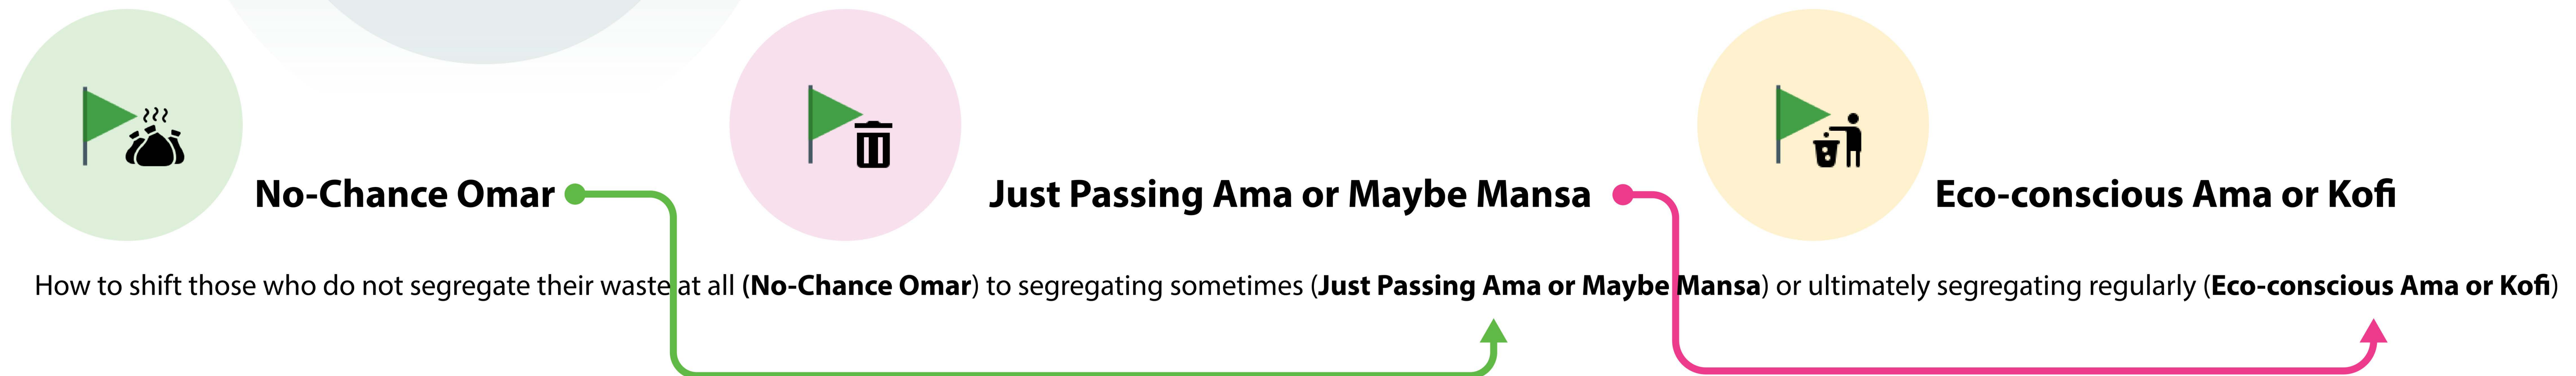 No-Chance Omar
Just Passing Ama or Maybe Mansa
Eco-conscious Ama or Kofi
How to shift those who do not segregate their waste at all (No-Chance Omar) to segregating sometimes (Just Passing Ama or Maybe Mansa) or ultimately segregating regularly (Eco-conscious Ama or Kofi)